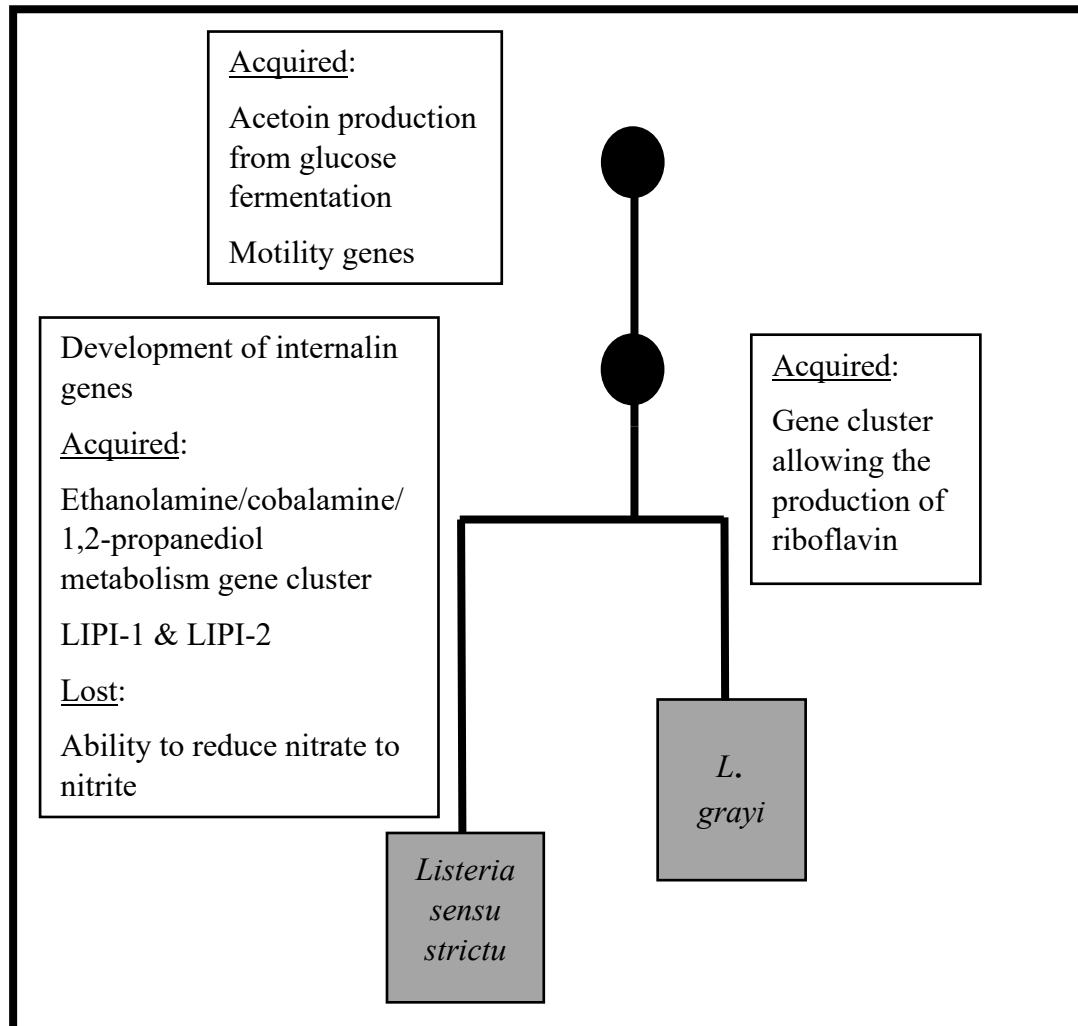 Acquired:
Acetoin production
from glucose
fermentation
Motility genes
Development of internalin
genes
Acquired:
Ethanolamine/cobalamine/
1,2-propanediol
metabolism gene cluster
LIPI-1 & LIPI-2
Lost:
Ability to reduce nitrate to
nitrite
Acquired:
Gene cluster
allowing the
production of
riboflavin
L.
grayi
Listeria
sensu
strictu